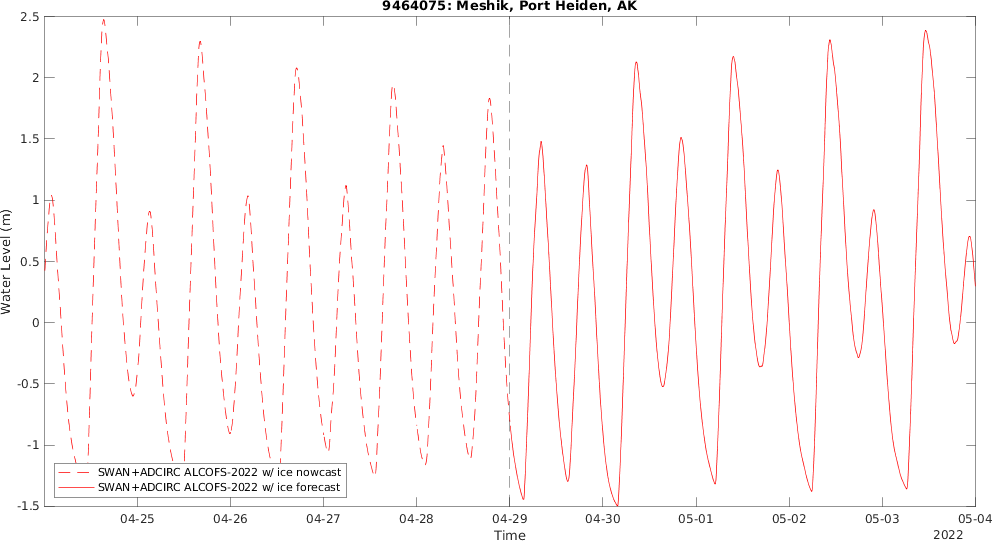 9464075: Meshik, Port Heiden, AK
2.5
2
1.5
1
0.5
0
-0.5
-1
-1.5
Water Level (m)
SWAN+ADCIRC ALCOFS-2022 w/ ice nowcast
SWAN+ADCIRC ALCOFS-2022 w/ ice forecast
04-25 04-26 04-27 04-28 04-29 04-30 05-01 05-02 05-03 05-04
Time
2022